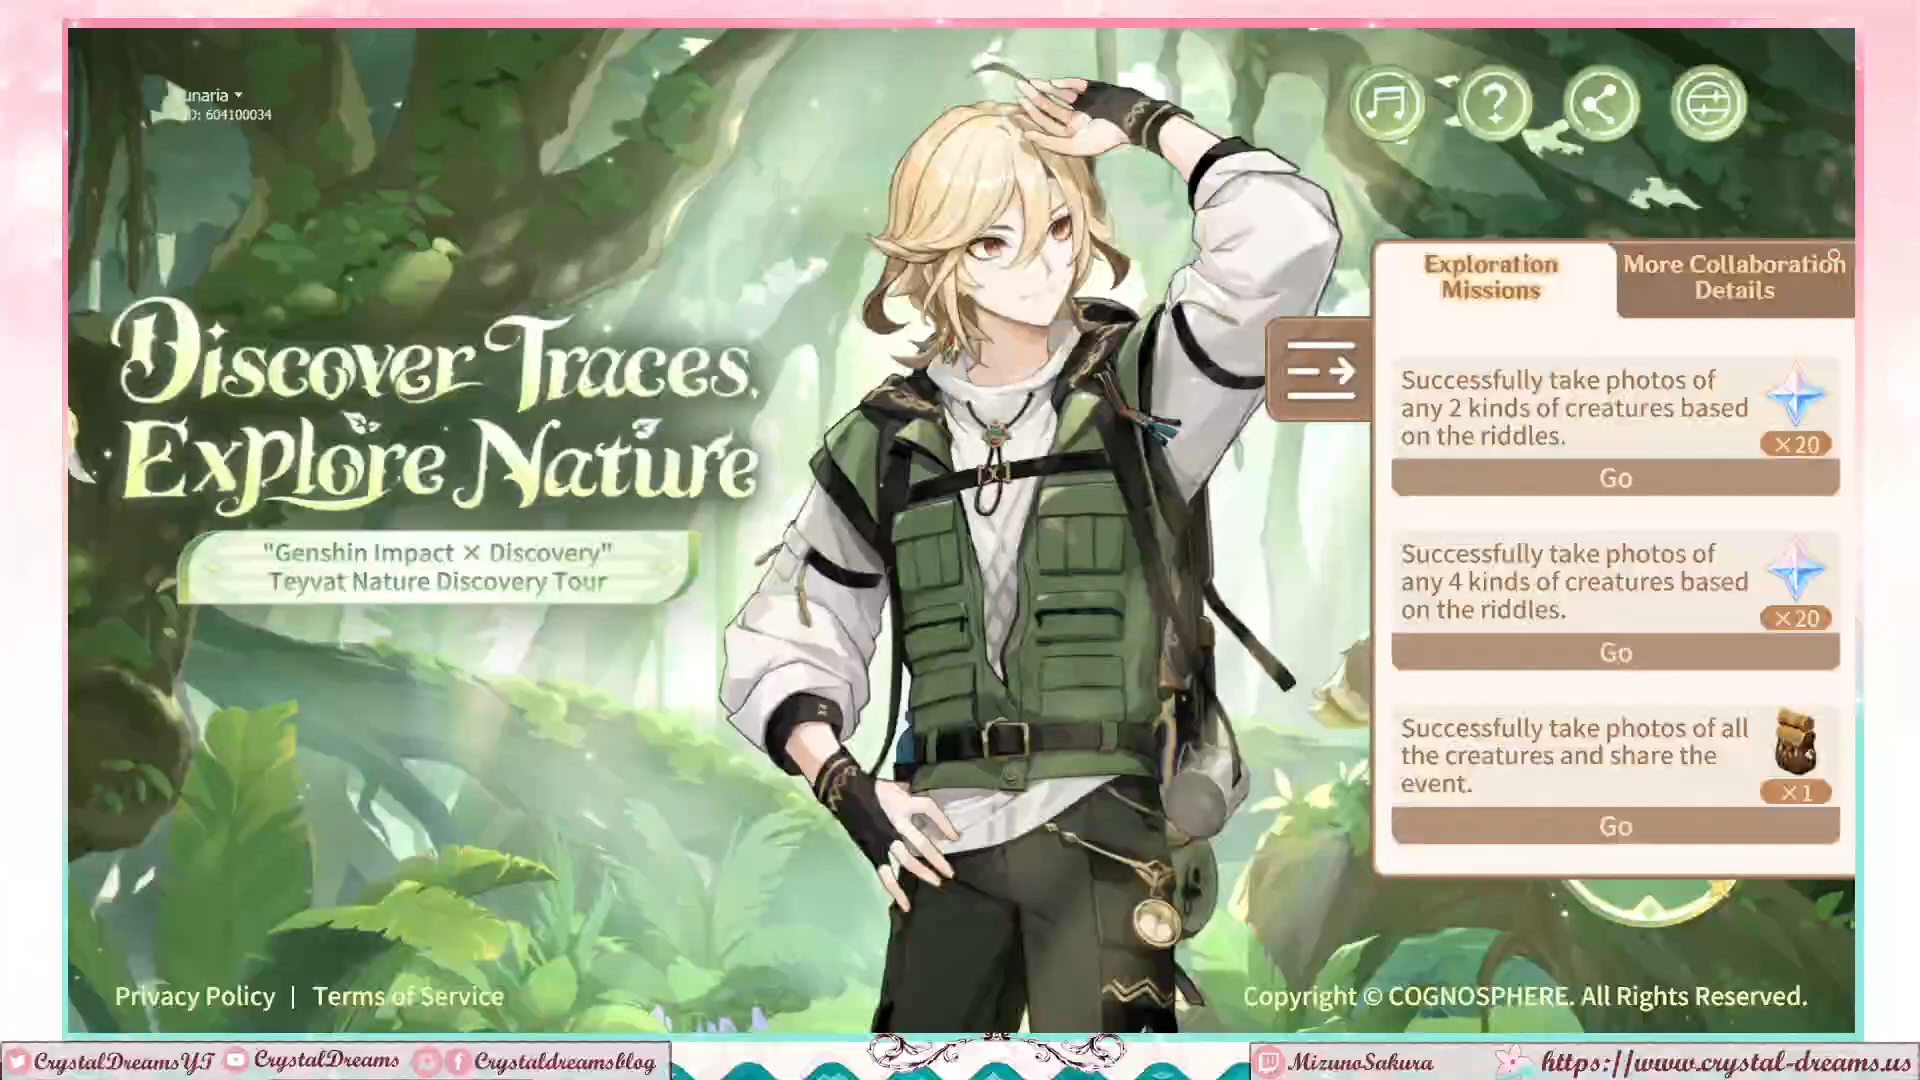 unaria
: 604100034
Discover Traces,
Explore Nature
"Genshin Impact × Discovery"
Teyvat Nature Discovery Tour
Exploration
Missions
More Collaboration
Details
Successfully take photos of
any 2 kinds of creatures based
on the riddles.
×20
Go
Successfully take photos of
any 4 kinds of creatures based
on the riddles.
×20
Go
Successfully take photos of all
the creatures and share the
event.
×1
Go
Privacy Policy | Terms of Service
Copyright © COGNOSPHERE. All Rights Reserved.
CrystalDreamsYT
CrystalDreams
Crystaldreamsblog
MizunoSakura
https://www.crystal-dreams.us